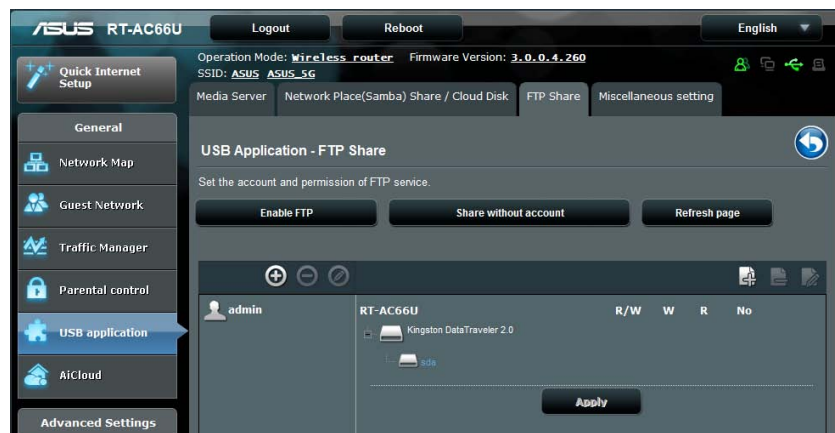 ASUS RT-AC66U Logout Reboot English
Quick Internet Setup
General
Network Map
Guest Network
Traffic Manager
Parental control
USB application
AiCloud
Advanced Settings
Operation Mode: Wireless router Firmware Version: 3.0.0.4.260
SSID: ASUS ASUS_5G
Media Server Network Place(Samba) Share / Cloud Disk FTP Share Miscellaneous setting
USB Application - FTP Share
Set the account and permission of FTP service.
Enable FTP Share without account Refresh page
admin RT-AC66U R/W W R No
Kingston DataTraveler 2.0
sda
Apply